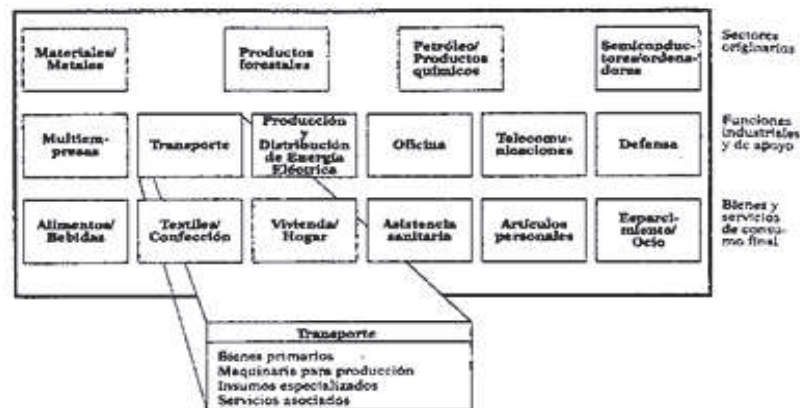 Materiales/
Metales
Productos
forestales
Petróleo/
Productos
químicos
Semiconduc-
tores/ordena-
dores
Sectores
originarios
Multiem-
presas
Transporte
Producción
y
Distribución
de Energía
Eléctrica
Oficina
Telecomu-
nicaciones
Defensa
Funciones
industriales
y de apoyo
Alimentos/
Bebidas
Textiles/
Confección
Vivienda/
Hogar
Asistencia
sanitaria
Artículos
personales
Esparci-
miento/
Ocio
Bienes y
servicios
de consu-
mo final
Transporte
Bienes primarios
Maquinaria para producción
Insumos especializados
Servicios asociados